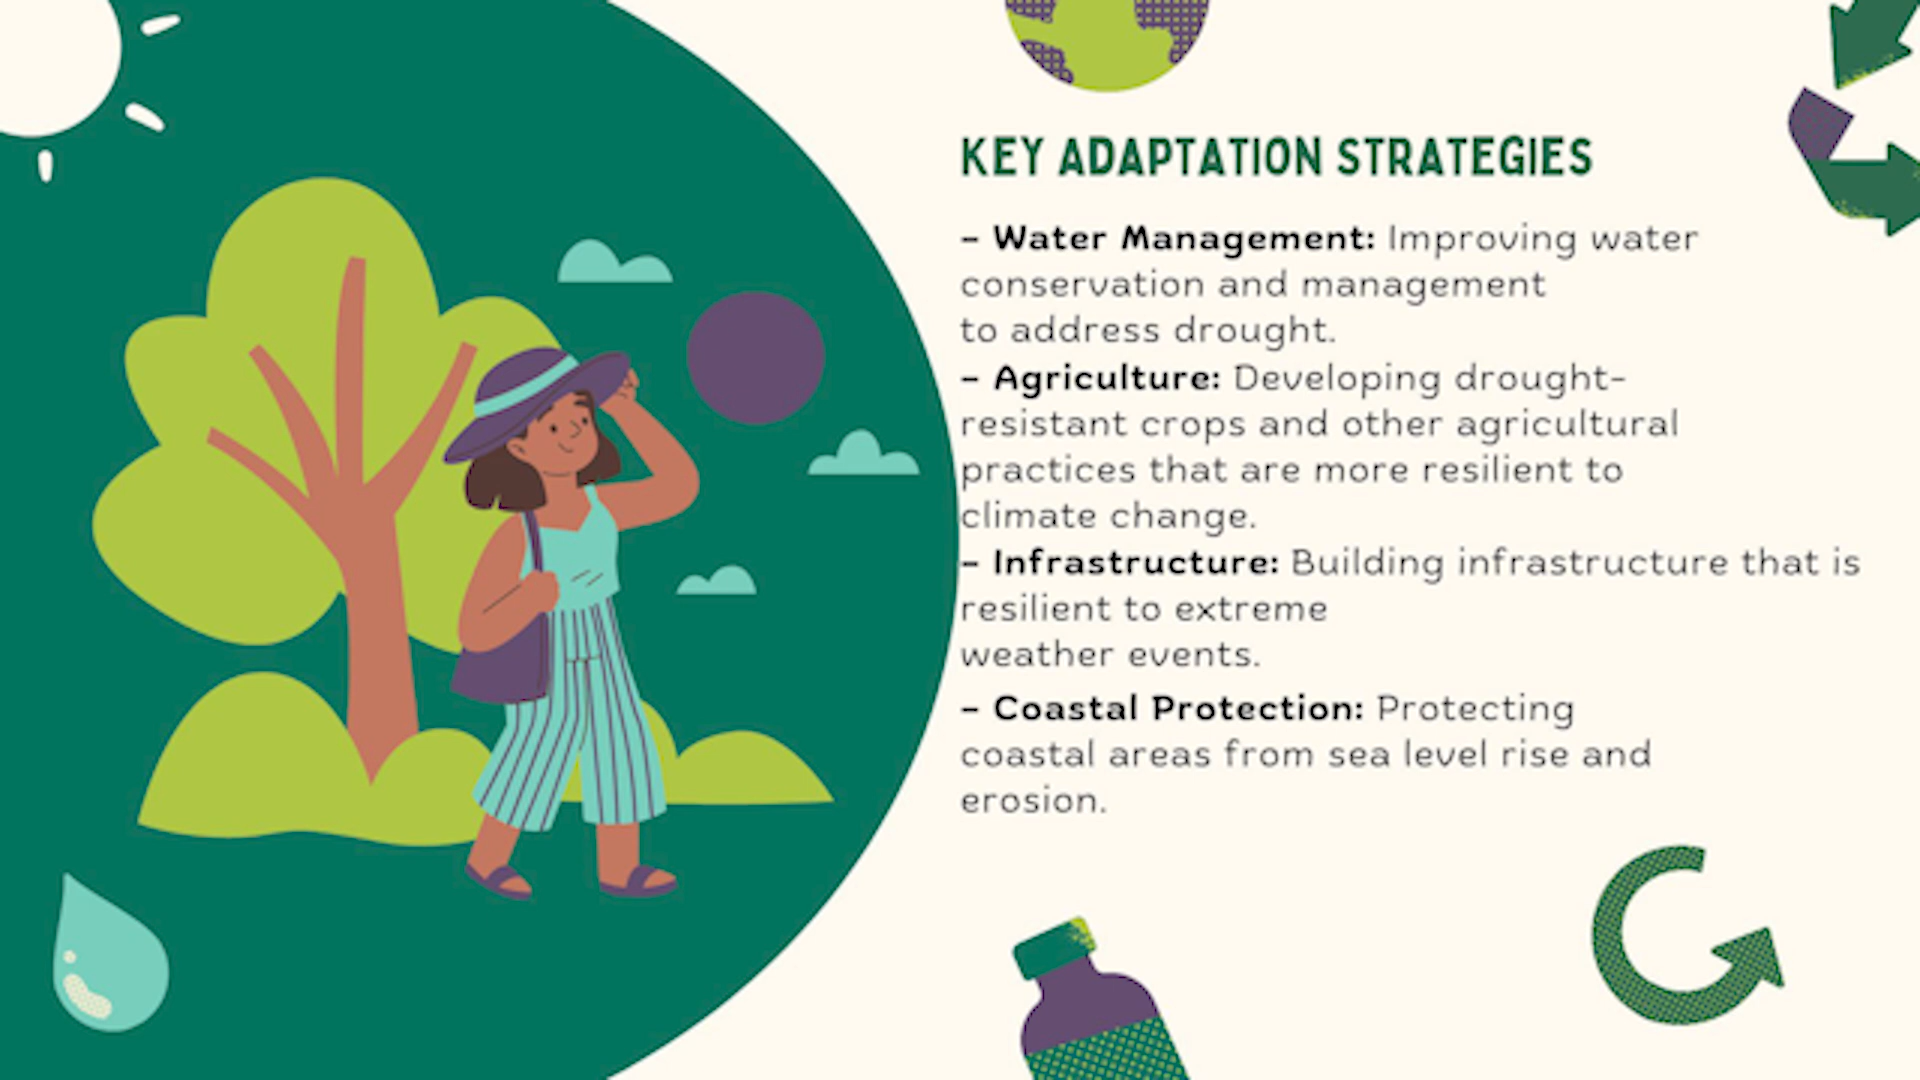 KEY ADAPTATION STRATEGIES
- Water Management: Improving water
conservation and management
to address drought.
- Agriculture: Developing drought-
resistant crops and other agricultural
practices that are more resilient to
climate change.
- Infrastructure: Building infrastructure that is
resilient to extreme
weather events.
- Coastal Protection: Protecting
coastal areas from sea level rise and
erosion.